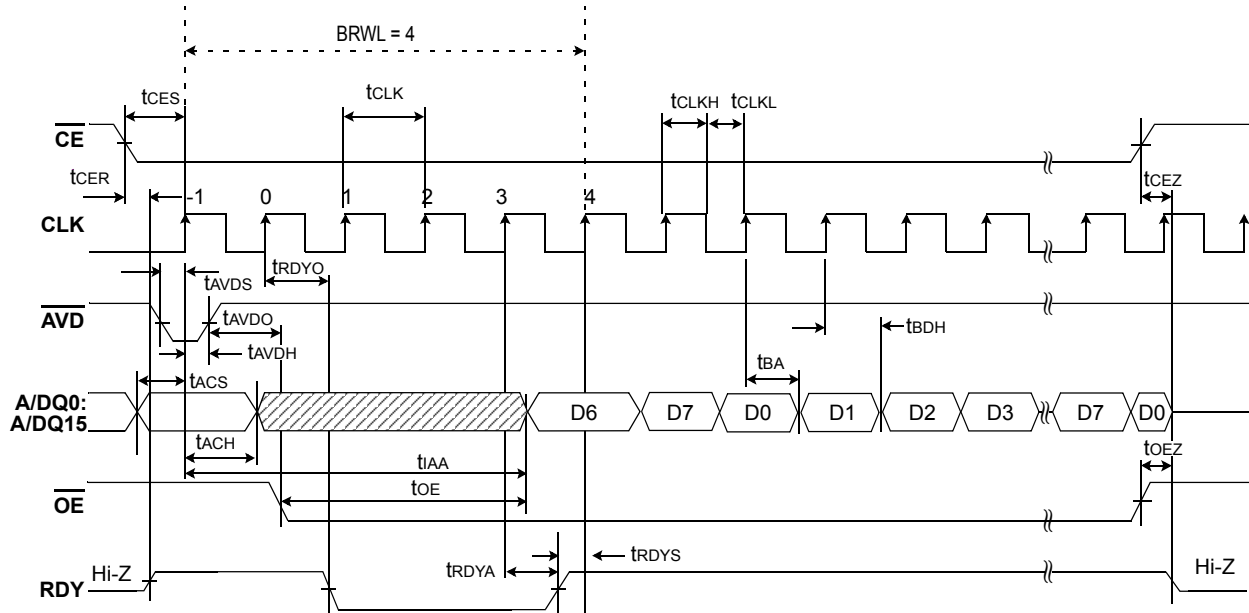 BRWL = 4
tCES
tCLK
tCLKH
tCLKL
CE
tCER
tCEZ
-1
0
1
2
3
4
CLK
tRDYO
tAVDS
AVD
tAVDO
tBDH
tAVDH
tBA
tACS
A/DQ0:
A/DQ15
D6
D7
D0
D1
D2
D3
D7
D0
tACH
tIAA
tOEZ
tOE
OE
tRDYS
tRDYA
Hi-Z
Hi-Z
RDY